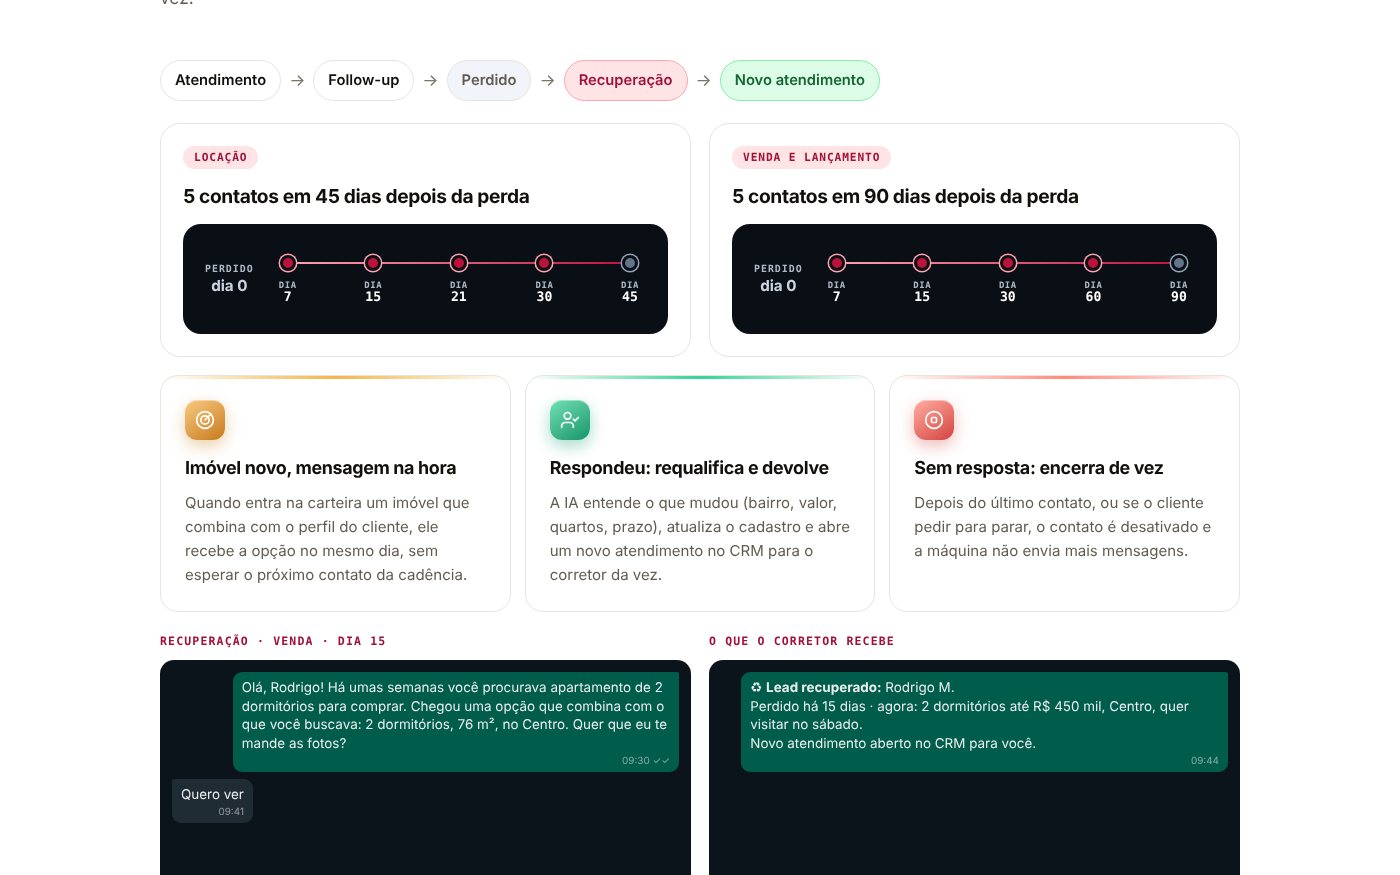 vez.
Atendimento → Follow-up → Perdido → Recuperação → Novo atendimento
LOCAÇÃO
5 contatos em 45 dias depois da perda
PERDIDO
dia 0
DIA
7
DIA
15
DIA
21
DIA
30
DIA
45
VENDA E LANÇAMENTO
5 contatos em 90 dias depois da perda
PERDIDO
dia 0
DIA
7
DIA
15
DIA
30
DIA
60
DIA
90
Imóvel novo, mensagem na hora
Quando entra na carteira um imóvel que
combina com o perfil do cliente, ele
recebe a opção no mesmo dia, sem
esperar o próximo contato da cadência.
Respondeu: requalifica e devolve
A IA entende o que mudou (bairro, valor,
quartos, prazo), atualiza o cadastro e abre
um novo atendimento no CRM para o
corretor da vez.
Sem resposta: encerra de vez
Depois do último contato, ou se o cliente
pedir para parar, o contato é desativado e
a máquina não envia mais mensagens.
RECUPERAÇÃO · VENDA · DIA 15
Olá, Rodrigo! Há umas semanas você procurava apartamento de 2
dormitórios para comprar. Chegou uma opção que combina com o
que você buscava: 2 dormitórios, 76 m², no Centro. Quer que eu te
mande as fotos?
09:30 ✓✓
Quero ver
09:41
O QUE O CORRETOR RECEBE
♻ Lead recuperado: Rodrigo M.
Perdido há 15 dias · agora: 2 dormitórios até R$ 450 mil, Centro, quer
visitar no sábado.
Novo atendimento aberto no CRM para você.
09:44